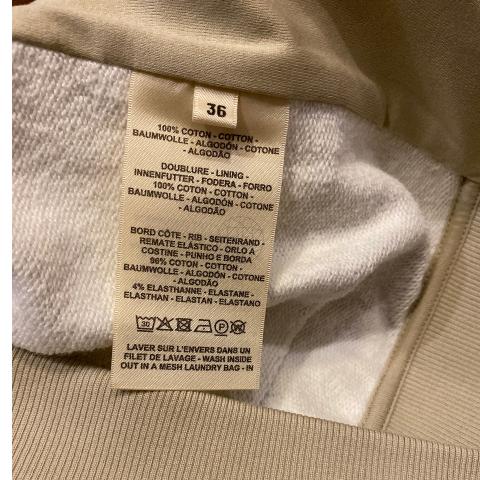 36
100% COTON - COTTON -
BAUMWOLLE - ALGODÓN - COTONE
- ALGODÃO
DOUBLURE - LINING -
INNENFUTTER - FODERA - FORRO
100% COTON - COTTON -
BAUMWOLLE - ALGODÓN - COTONE
- ALGODÃO
BORD CÔTE - RIB - SEITENRAND -
REMATE ELÁSTICO - ORLO A
COSTINE - PUNHO E BORDA
96% COTON - COTTON -
BAUMWOLLE - ALGODÓN - COTONE
- ALGODÃO
4% ELASTHANNE - ELASTANE -
ELASTHAN - ELASTAN - ELASTANO
30 P
LAVER SUR L'ENVERS DANS UN
FILET DE LAVAGE - WASH INSIDE
OUT IN A MESH LAUNDRY BAG - IN